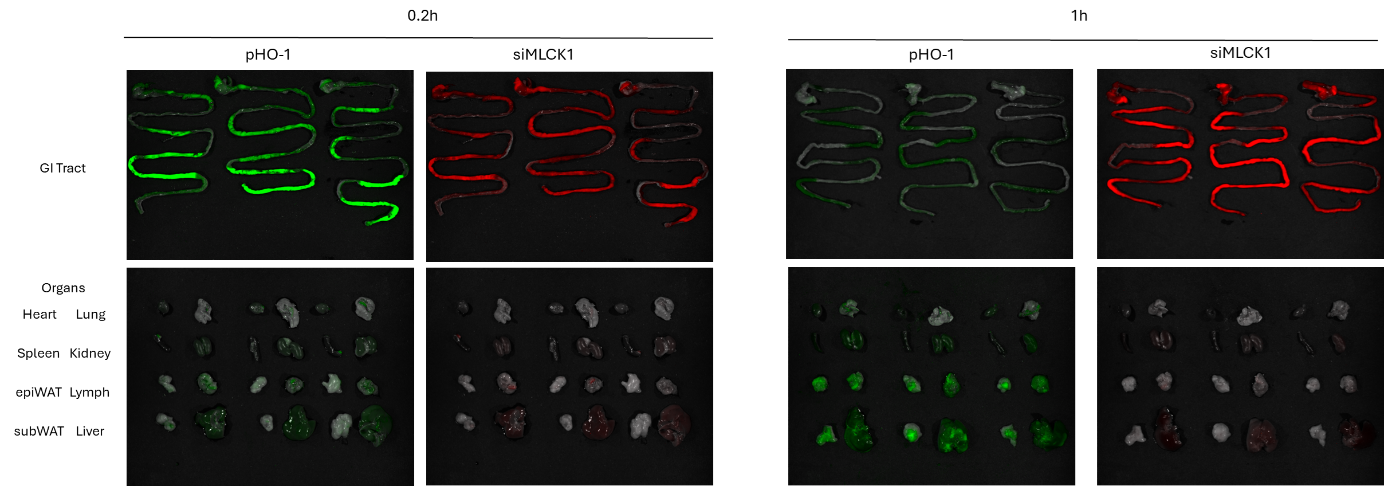 0.2h
1h
pHO-1
siMLCK1
pHO-1
siMLCK1
GI Tract
Organs
Heart Lung
Spleen Kidney
epiWAT Lymph
subWAT Liver